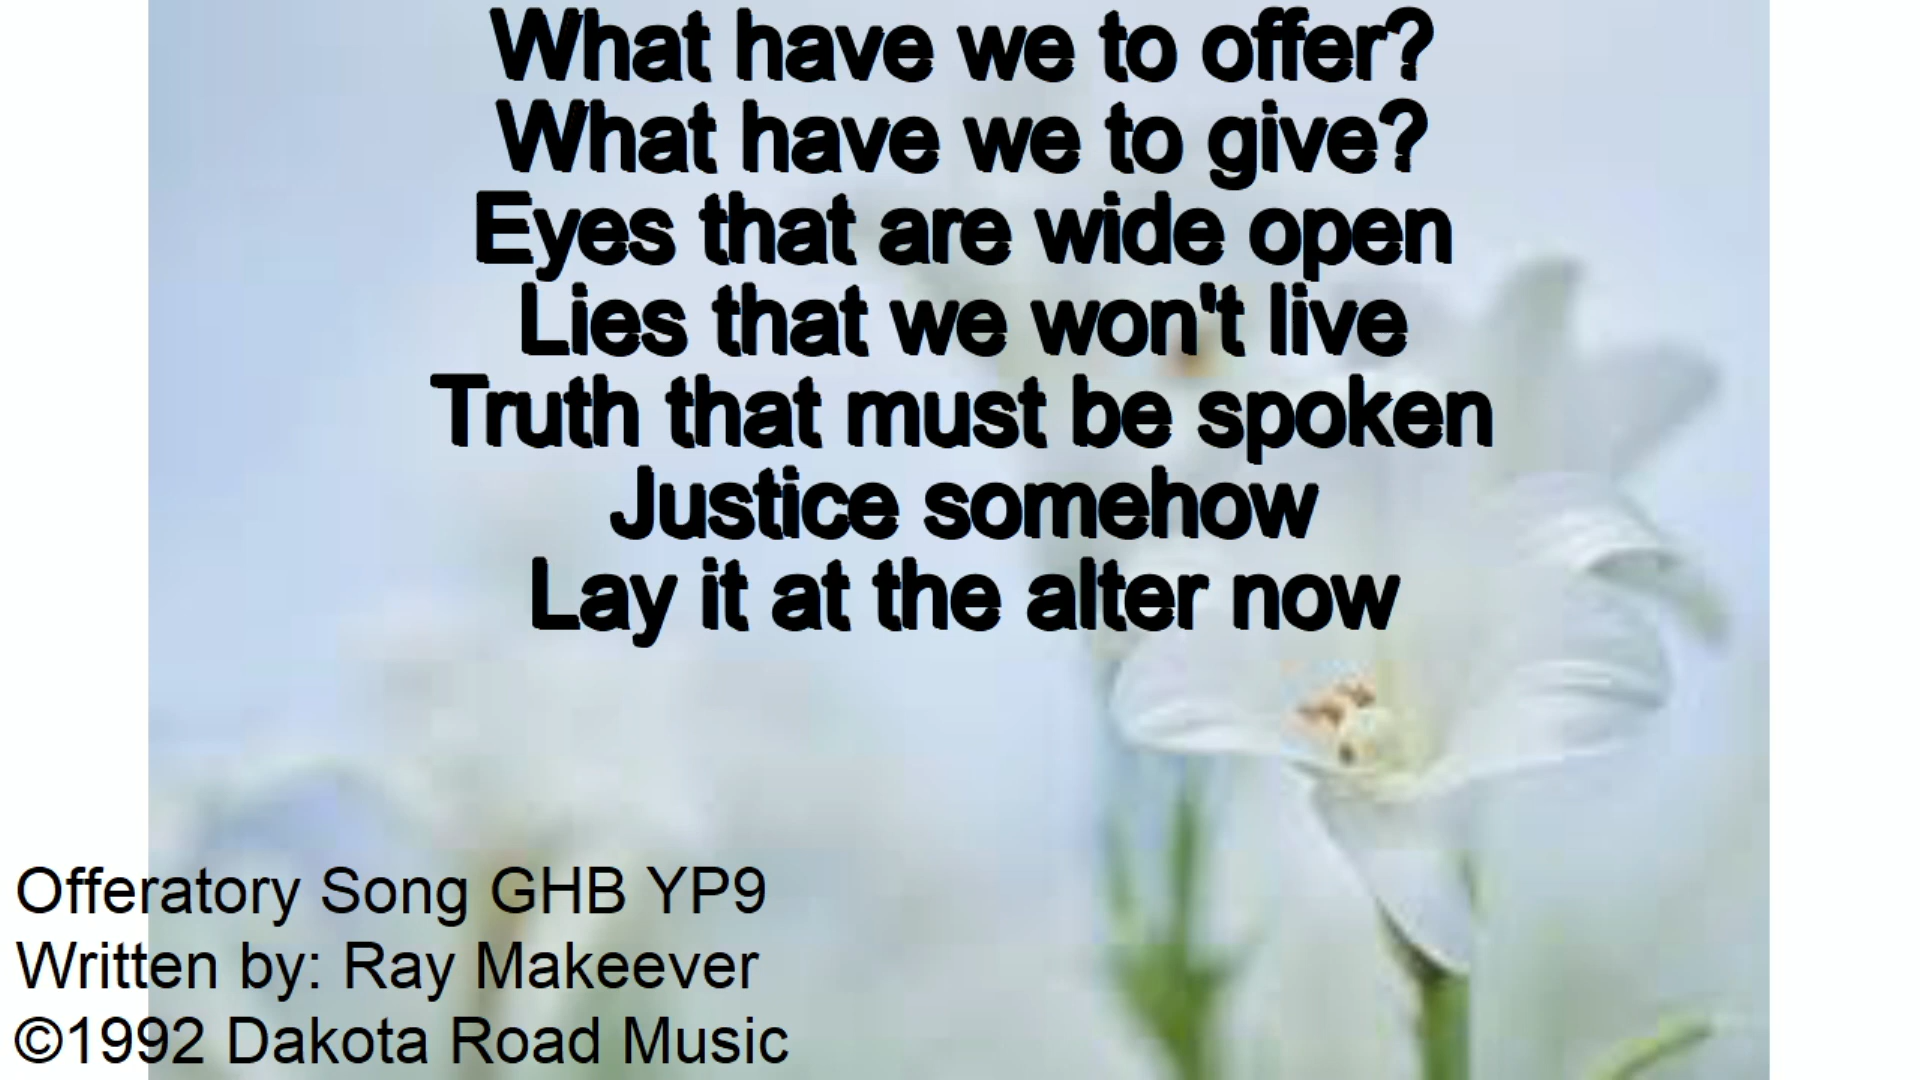 What have we to offer?
What have we to give?
Eyes that are wide open
Lies that we won't live
Truth that must be spoken
Justice somehow
Lay it at the alter now
Offeratory Song GHB YP9
Written by: Ray Makeever
©1992 Dakota Road Music